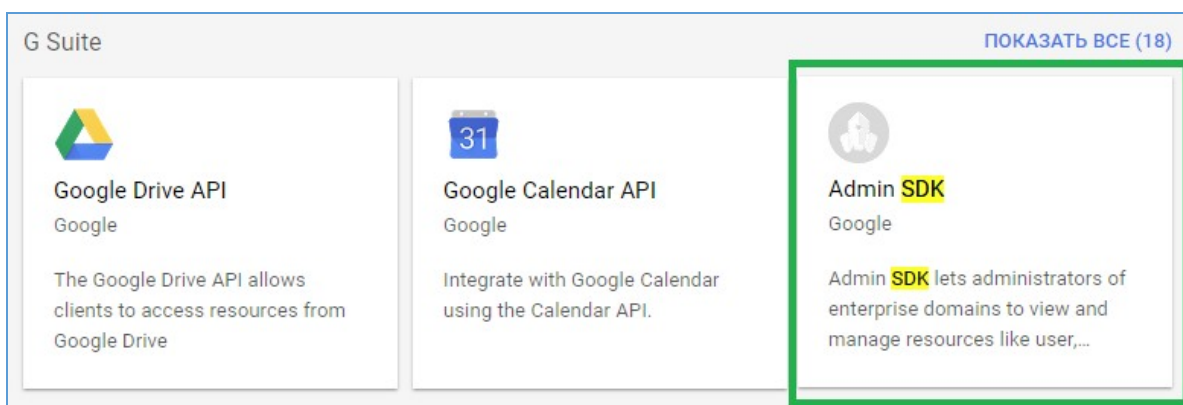 G Suite
ПОКАЗАТЬ ВСЕ (18)
Google Drive API
Google
The Google Drive API allows
clients to access resources from
Google Drive
31
Google Calendar API
Google
Integrate with Google Calendar
using the Calendar API.
Admin SDK
Google
Admin SDK lets administrators of
enterprise domains to view and
manage resources like user,...